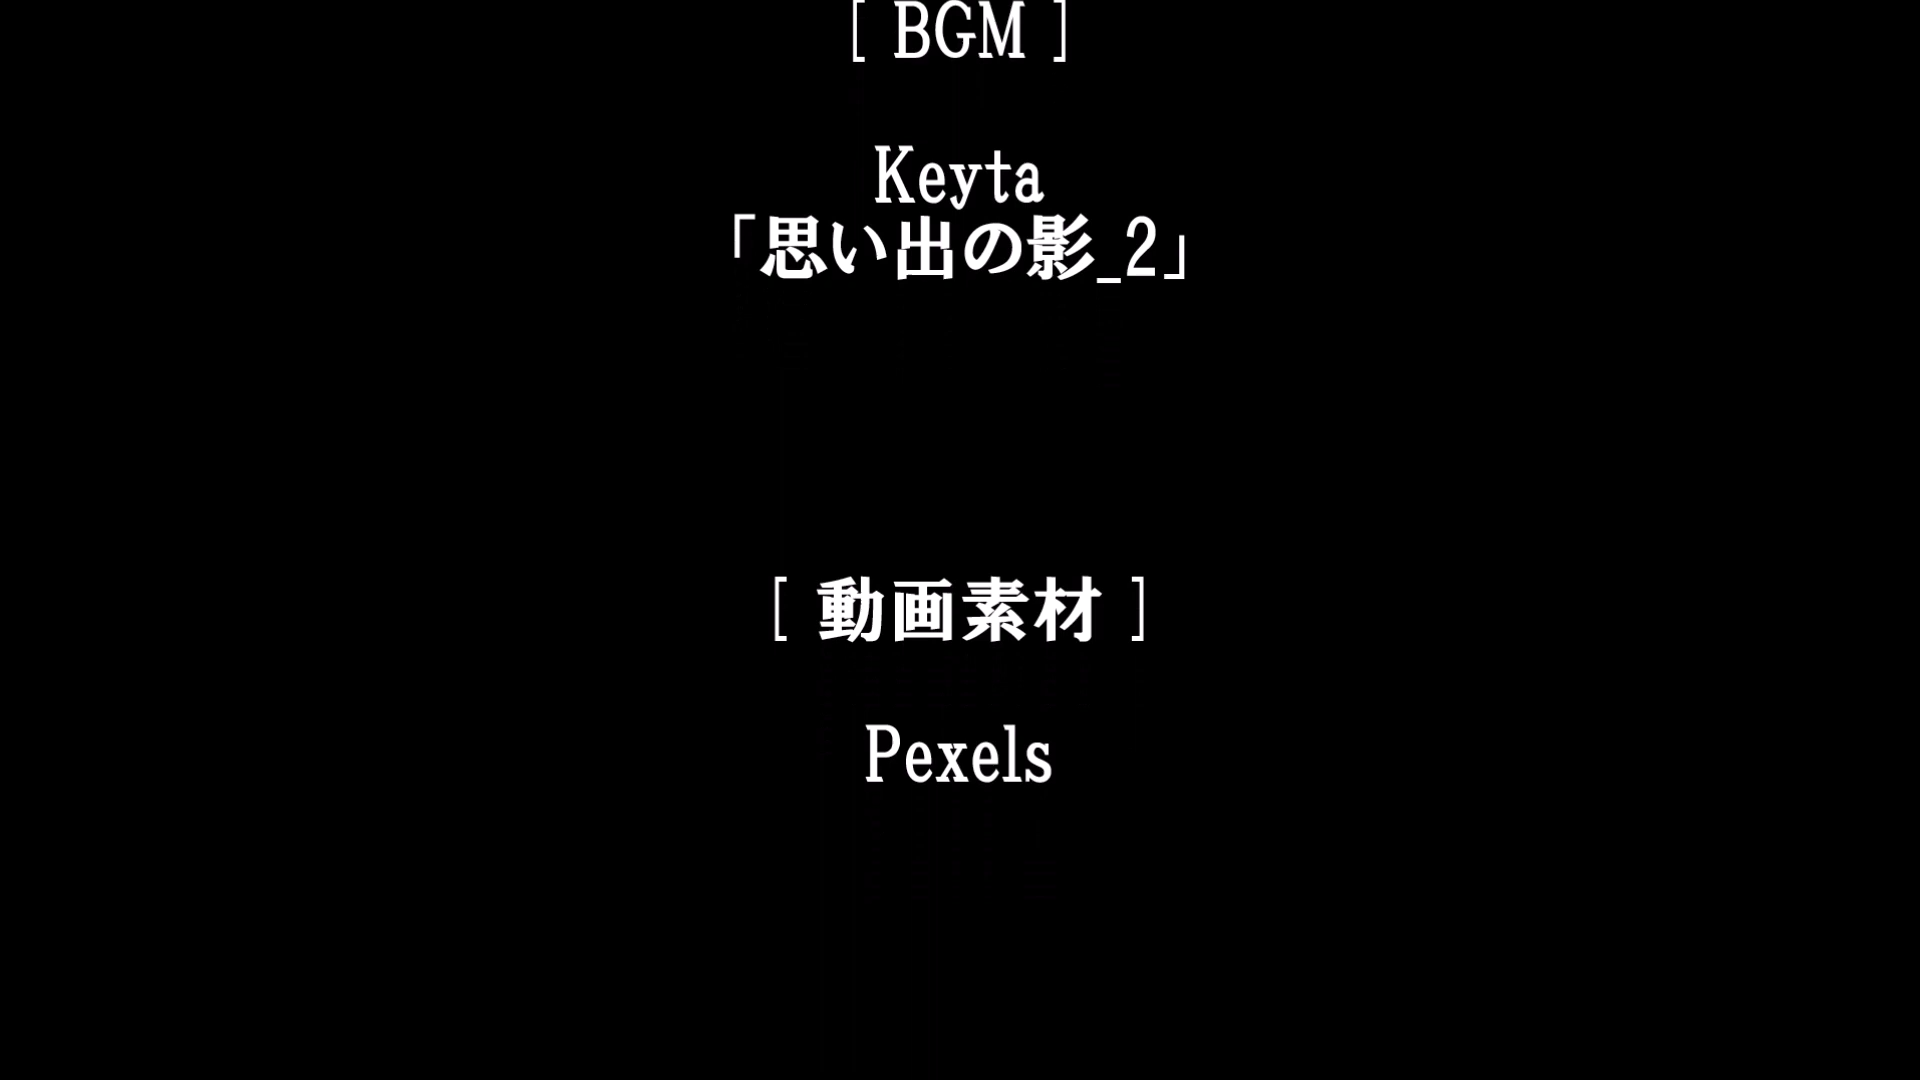 [ BGM ]
Keyta
「思い出の影_2」
[ 動画素材 ]
Pexels